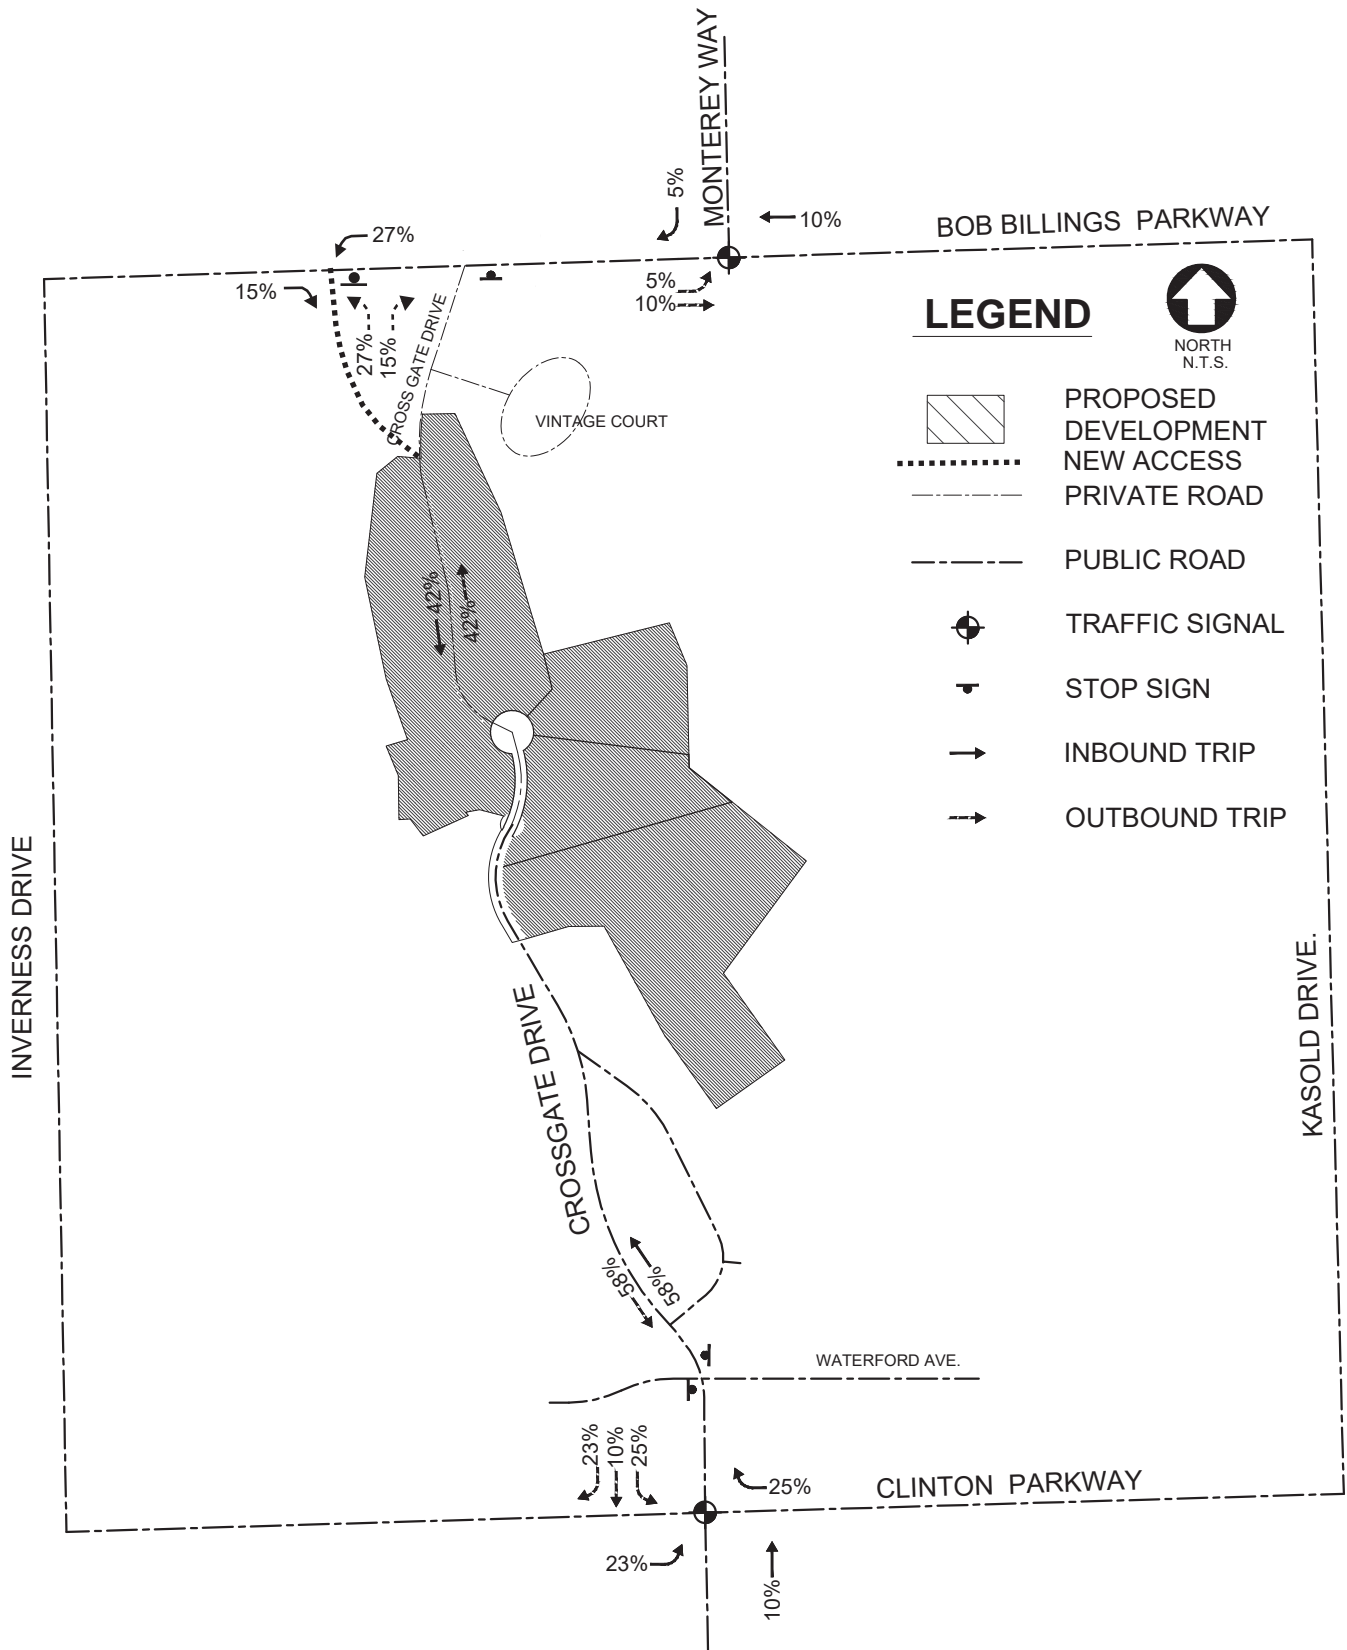 MONTEREY WAY
5%
10%
BOB BILLINGS PARKWAY
27%
15%
5%
10%
27%
15%
CROSS GATE DRIVE
VINTAGE COURT
LEGEND
NORTH
N.T.S.
PROPOSED
DEVELOPMENT
NEW ACCESS
PRIVATE ROAD
PUBLIC ROAD
TRAFFIC SIGNAL
STOP SIGN
INBOUND TRIP
OUTBOUND TRIP
42%
42%
INVERNESS DRIVE
KASOLD DRIVE.
CROSSGATE DRIVE
58%
58%
WATERFORD AVE.
23%
10%
25%
25%
CLINTON PARKWAY
23%
10%